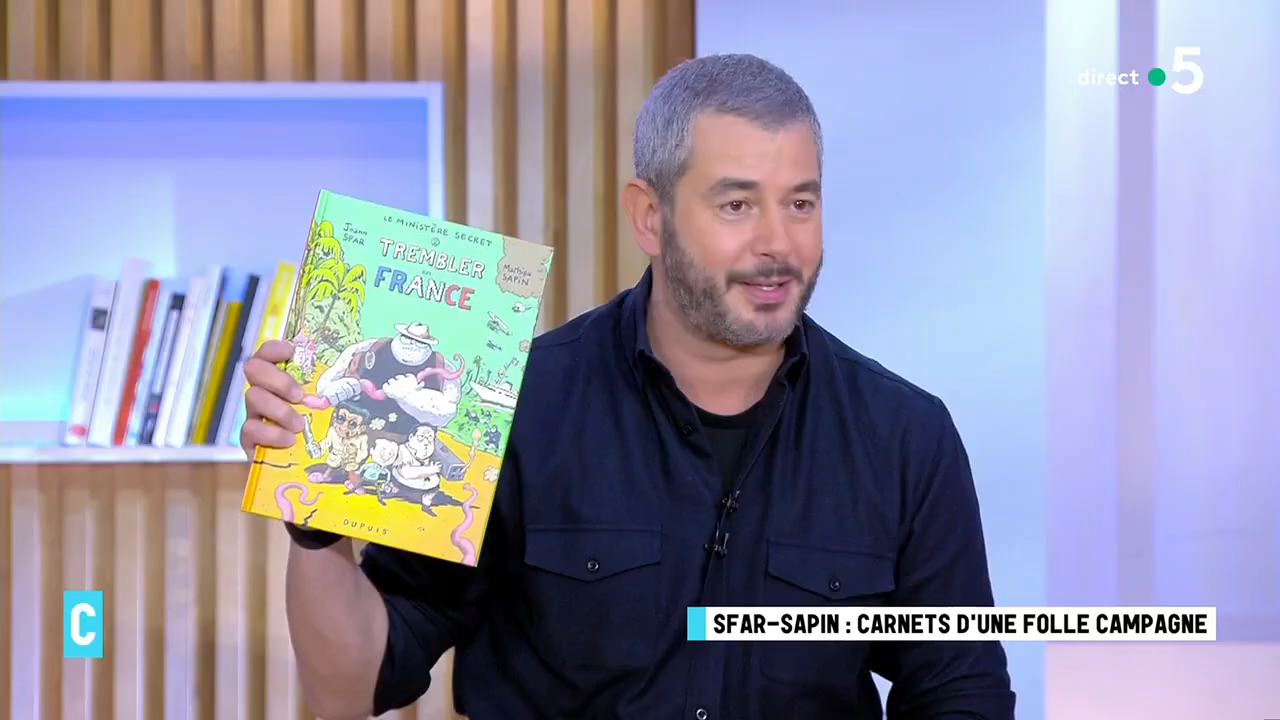 direct 5
LE MINISTÈRE SECRET
2
Joann
SFAR
TREMBLER
en
FRANCE
Mathieu
SAPIN
DUPUIS
C
SFAR-SAPIN : CARNETS D'UNE FOLLE CAMPAGNE